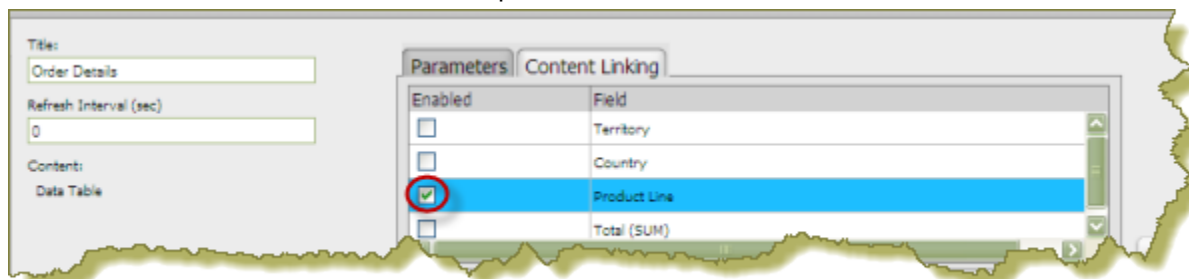 Title:
Order Details
Refresh Interval (sec)
0
Content:
Data Table
Parameters Content Linking
Enabled Field
Territory
Country
Product Line
Total (SUM)